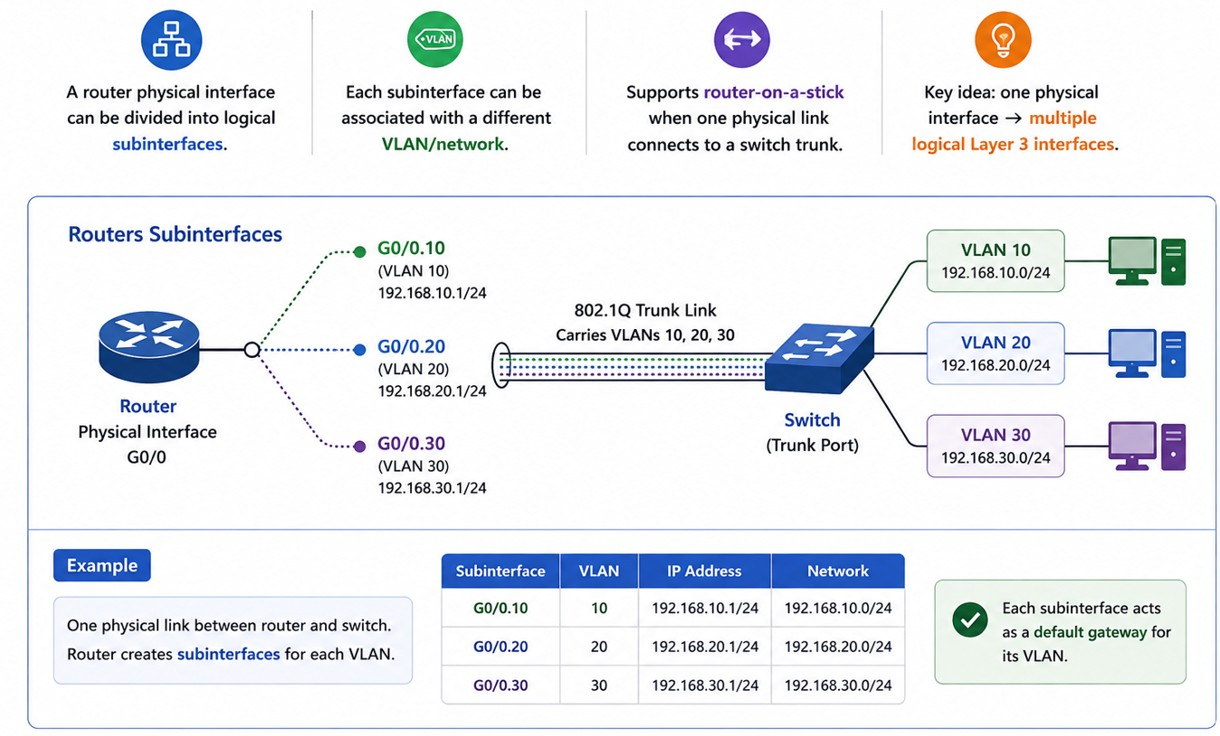 VLAN
A router physical interface
can be divided into logical
subinterfaces.
Each subinterface can be
associated with a different
VLAN/network.
Supports router-on-a-stick
when one physical link
connects to a switch trunk.
Key idea: one physical
interface → multiple
logical Layer 3 interfaces.
Routers Subinterfaces
Router
Physical Interface
G0/0
G0/0.10
(VLAN 10)
192.168.10.1/24
G0/0.20
(VLAN 20)
192.168.20.1/24
G0/0.30
(VLAN 30)
192.168.30.1/24
802.1Q Trunk Link
Carries VLANs 10, 20, 30
Switch
(Trunk Port)
VLAN 10
192.168.10.0/24
VLAN 20
192.168.20.0/24
VLAN 30
192.168.30.0/24
Example
One physical link between router and switch.
Router creates subinterfaces for each VLAN.
Subinterface VLAN IP Address Network
G0/0.10 10 192.168.10.1/24 192.168.10.0/24
G0/0.20 20 192.168.20.1/24 192.168.20.0/24
G0/0.30 30 192.168.30.1/24 192.168.30.0/24
Each subinterface acts
as a default gateway for
its VLAN.